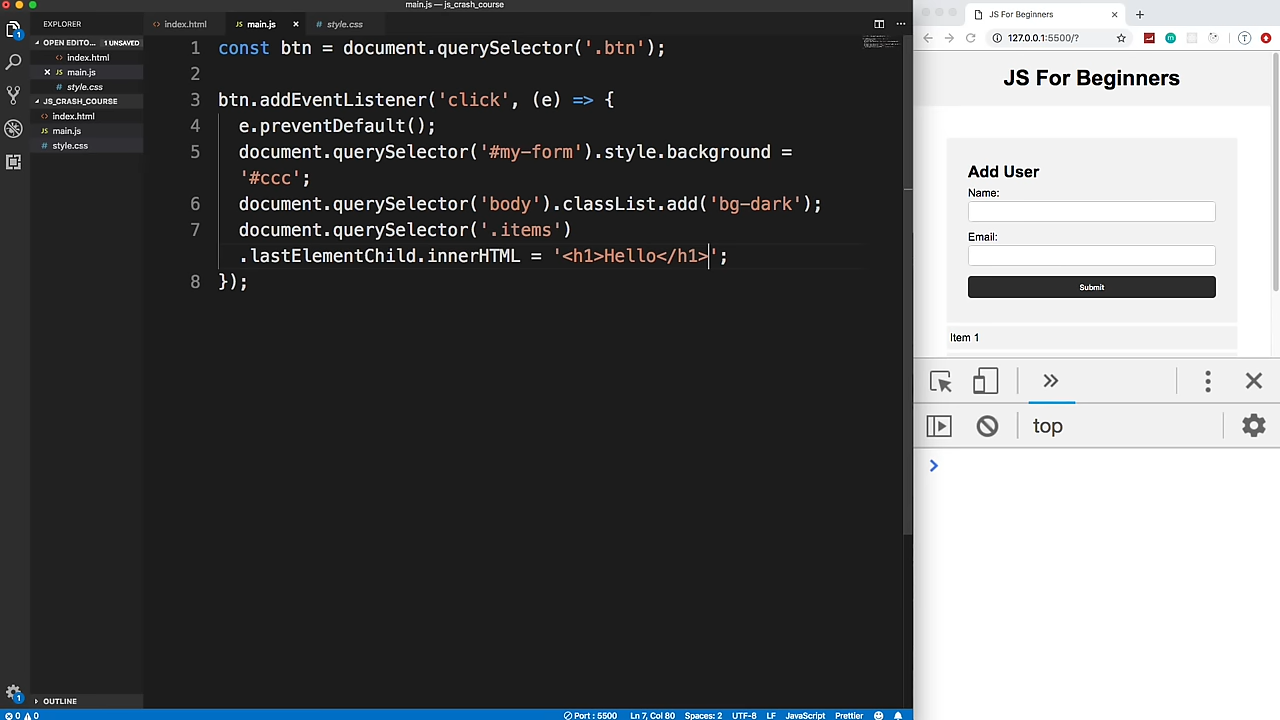 main.js — js_crash_course
EXPLORER
OPEN EDITO... 1 UNSAVED
index.html
main.js
style.css
JS_CRASH_COURSE
index.html
main.js
style.css
OUTLINE
index.html
main.js
style.css
1 const btn = document.querySelector('.btn');
2
3 btn.addEventListener('click', (e) => {
4 e.preventDefault();
5 document.querySelector('#my-form').style.background =
'#ccc';
6 document.querySelector('body').classList.add('bg-dark');
7 document.querySelector('.items')
.lastElementChild.innerHTML = '<h1>Hello</h1>';
8 });
0 0 Port : 5500 Ln 7, Col 80 Spaces: 2 UTF-8 LF JavaScript Prettier
JS For Beginners
127.0.0.1:5500/?
JS For Beginners
Add User
Name:
Email:
Submit
Item 1
top